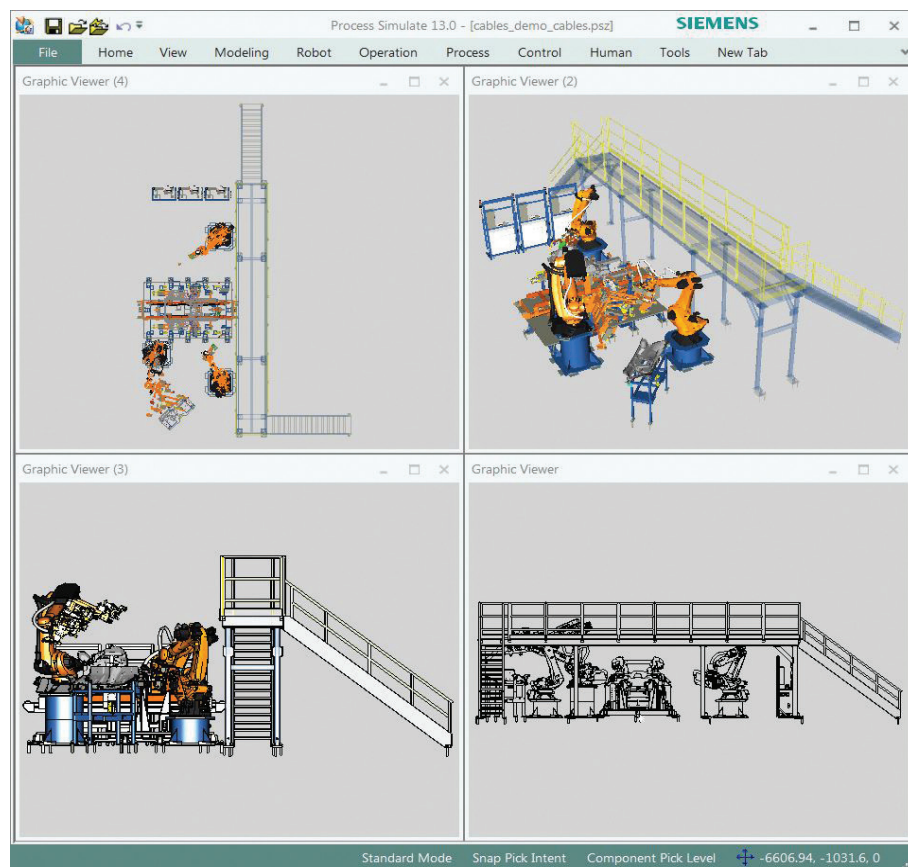 Process Simulate 13.0 - [cables_demo_cables.psz] SIEMENS
File Home View Modeling Robot Operation Process Control Human Tools New Tab
Graphic Viewer (4)
Graphic Viewer (2)
Graphic Viewer (3)
Graphic Viewer
Standard Mode Snap Pick Intent Component Pick Level -6606.94, -1031.6, 0